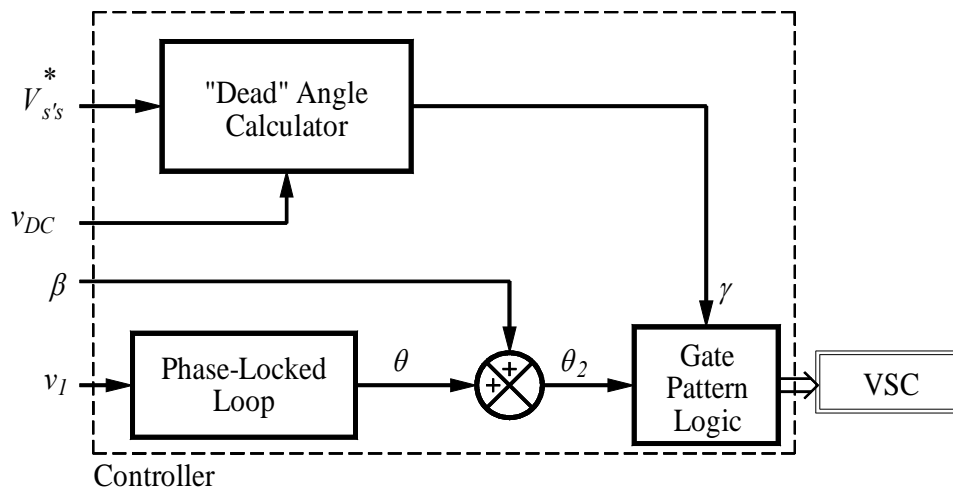 V*s's
"Dead" Angle
Calculator
vDC
β
γ
v1
Phase-Locked
Loop
θ
+
+
θ2
Gate
Pattern
Logic
VSC
Controller